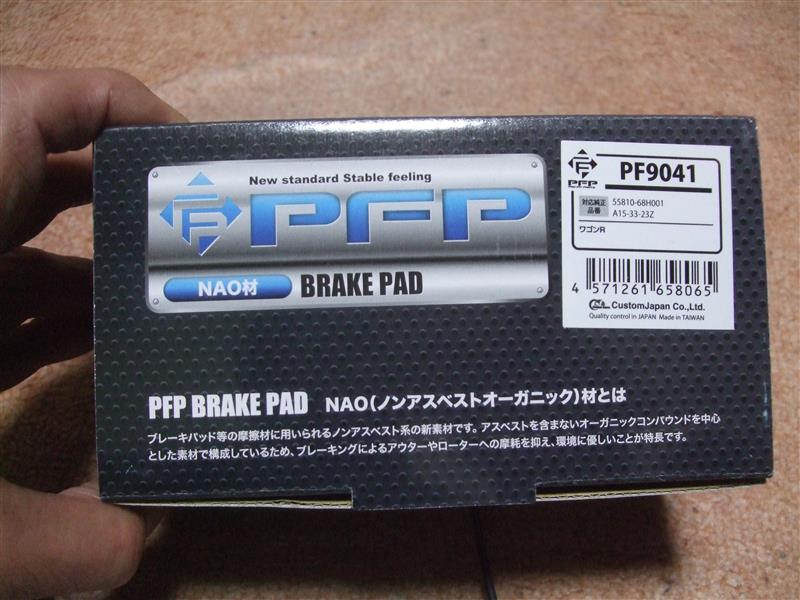 New standard Stable feeling
PFP
NAO材 BRAKE PAD
PF9041
PFP
対応純正
品番
55810-68H001
A15-33-23Z
ワゴンR
4 571261 658065
CustomJapan Co.,Ltd.
Quality control in JAPAN Made in TAIWAN
PFP BRAKE PAD NAO(ノンアスベストオーガニック)材とは
ブレーキパッド等の摩擦材に用いられるノンアスベスト系の新素材です。アスベストを含まないオーガニックコンパウンドを中心
とした素材で構成しているため、ブレーキングによるアウターやローターへの摩耗を抑え、環境に優しいことが特長です。